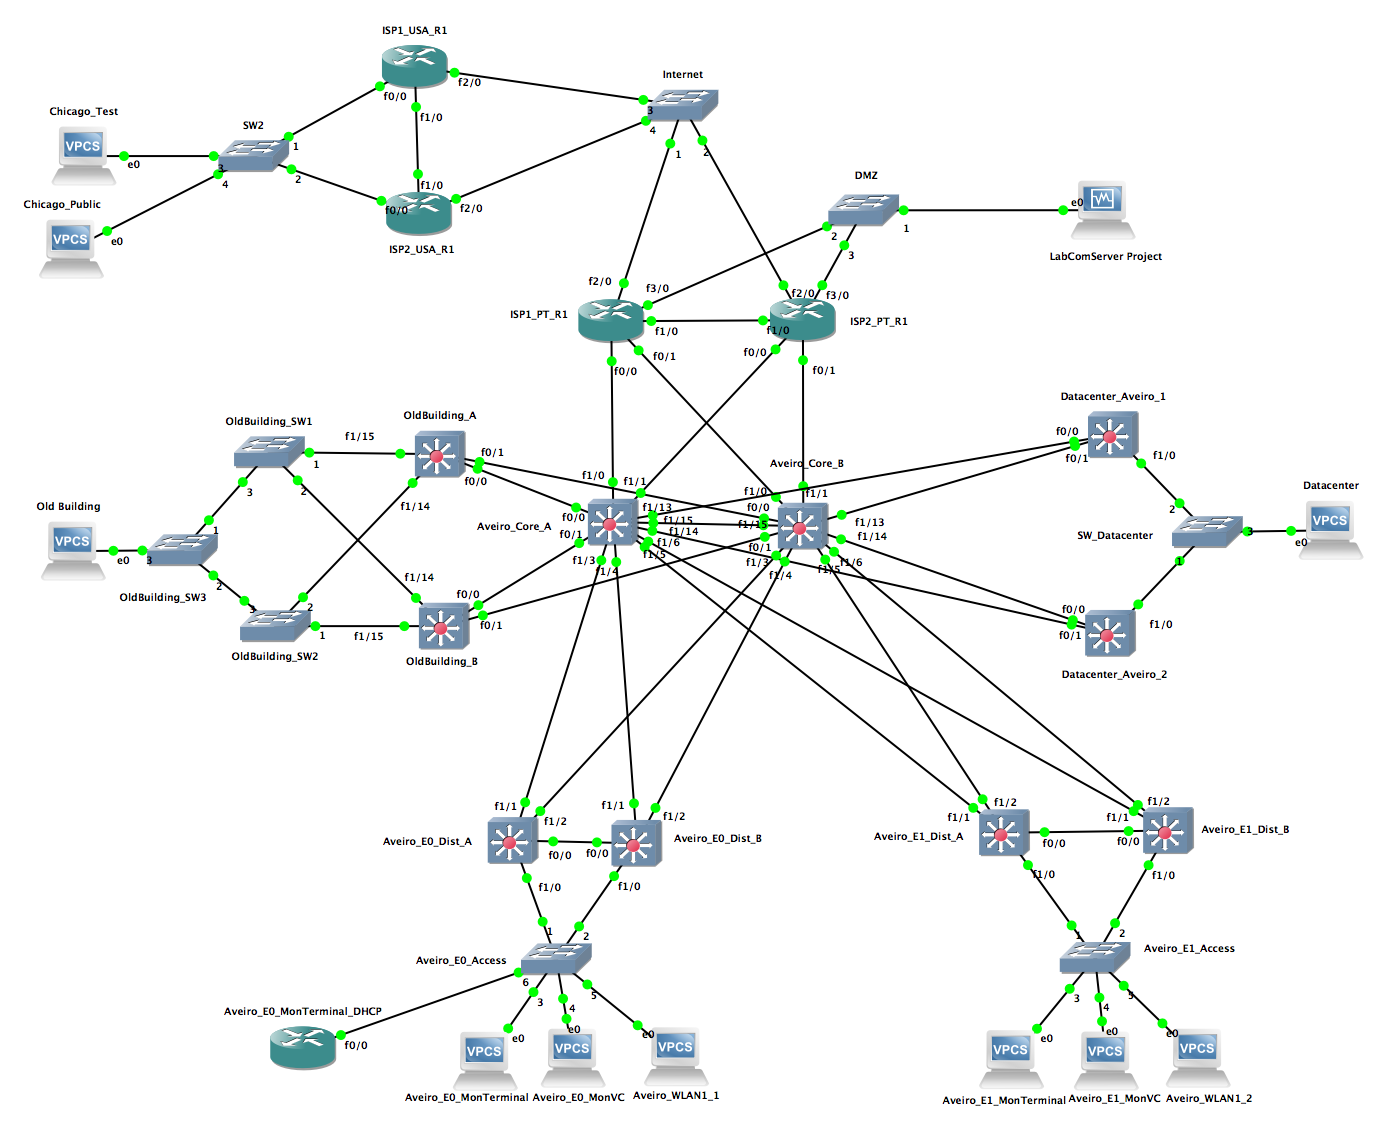 ISP1_USA_R1
f2/0
f0/0
f1/0
Internet
3
4
1
2
Chicago_Test
VPCS
e0
SW2
1
3
4
2
Chicago_Public
VPCS
e0
f1/0
f0/0
f2/0
ISP2_USA_R1
DMZ
1
2
3
e0
LabComServer Project
f2/0
f3/0
f2/0
f3/0
ISP1_PT_R1
f1/0
f1/0
ISP2_PT_R1
f0/0
f0/1
f0/0
f0/1
OldBuilding_SW1
1
3
2
f1/15
OldBuilding_A
f0/1
f0/0
f1/14
Datacenter_Aveiro_1
f0/0
f0/1
f1/0
Old Building
VPCS
e0
1
3
2
OldBuilding_SW3
f1/0
f1/1
Aveiro_Core_A
f0/0
f0/1
f1/13
f1/15
f1/14
f1/6
f1/5
f1/3
f1/4
Aveiro_Core_B
f1/0
f1/1
f1/15
f0/0
f0/1
f1/13
f1/14
f1/3
f1/4
f1/5
f1/6
Datacenter
VPCS
e0
2
3
1
SW_Datacenter
f1/14
f0/0
f0/1
f1/15
OldBuilding_B
3
2
1
OldBuilding_SW2
f0/0
f0/1
f1/0
Datacenter_Aveiro_2
f1/1
f1/2
f1/1
f1/2
Aveiro_E0_Dist_A
f0/0
f0/0
Aveiro_E0_Dist_B
f1/0
f1/0
f1/2
f1/1
f1/2
f1/1
Aveiro_E1_Dist_A
f0/0
f0/0
Aveiro_E1_Dist_B
f1/0
f1/0
1
2
Aveiro_E0_Access
6
3
4
5
1
2
Aveiro_E1_Access
3
4
5
Aveiro_E0_MonTerminal_DHCP
f0/0
e0
e0
e0
VPCS
VPCS
VPCS
Aveiro_E0_MonTerminal
Aveiro_E0_MonVC
Aveiro_WLAN1_1
e0
e0
e0
VPCS
VPCS
VPCS
Aveiro_E1_MonTerminal
Aveiro_E1_MonVC
Aveiro_WLAN1_2